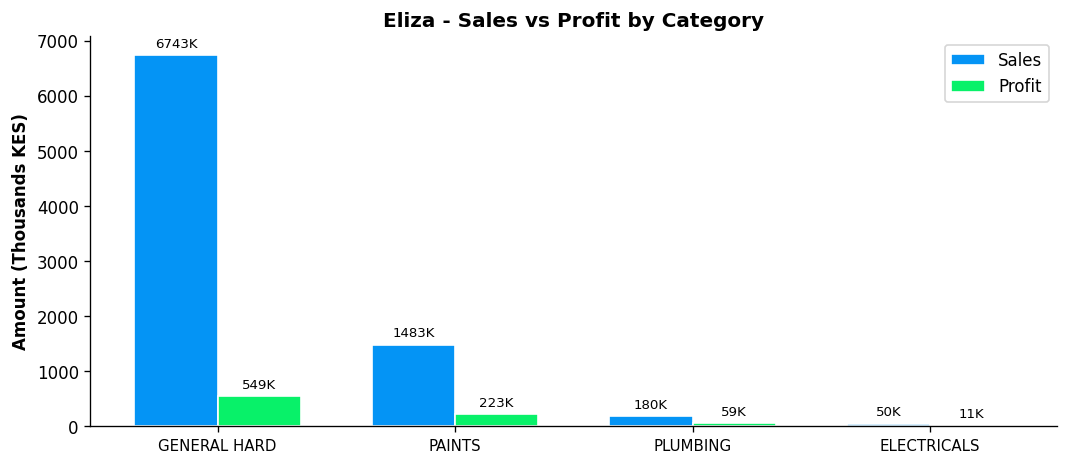 Eliza - Sales vs Profit by Category
Amount (Thousands KES)
7000
6000
5000
4000
3000
2000
1000
0
6743K
549K
1483K
223K
180K
59K
50K
11K
GENERAL HARD
PAINTS
PLUMBING
ELECTRICALS
Sales
Profit